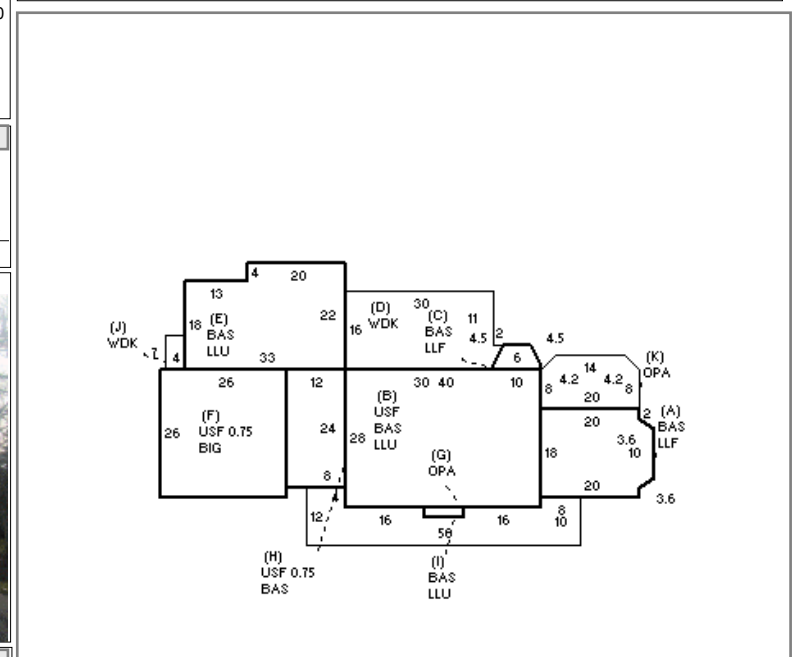 4 20
13
(J)
WDK
18 (E)
BAS
LLU
22
4
33
16
(D)
WDK
30
(C)
BAS
LLF
11
4.5
2
4.5
6
(K)
OPA
14
4.2 4.2
8 8
20
26
12
30 40
10
(F)
USF 0.75
BIG
26
24
28
(B)
USF
BAS
LLU
(G)
OPA
2
(A)
BAS
LLF
20
3.6
10
18
20
3.6
8
12
16
16
8
10
(H)
USF 0.75
BAS
(I)
BAS
LLU